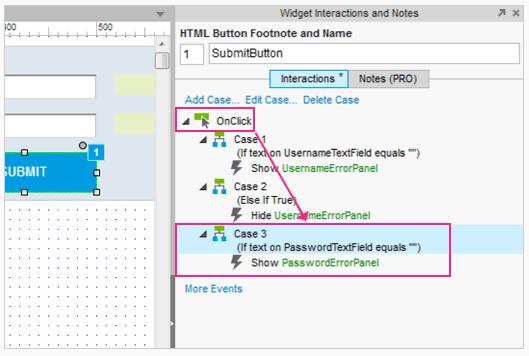 Widget Interactions and Notes
HTML Button Footnote and Name
1 SubmitButton
Interactions * Notes (PRO)
Add Case... Edit Case... Delete Case
OnClick
Case 1
(If text on UsernameTextField equals "")
Show UsernameErrorPanel
Case 2
(Else If True)
Hide UsernameErrorPanel
Case 3
(If text on PasswordTextField equals "")
Show PasswordErrorPanel
More Events
500
1
SUBMIT